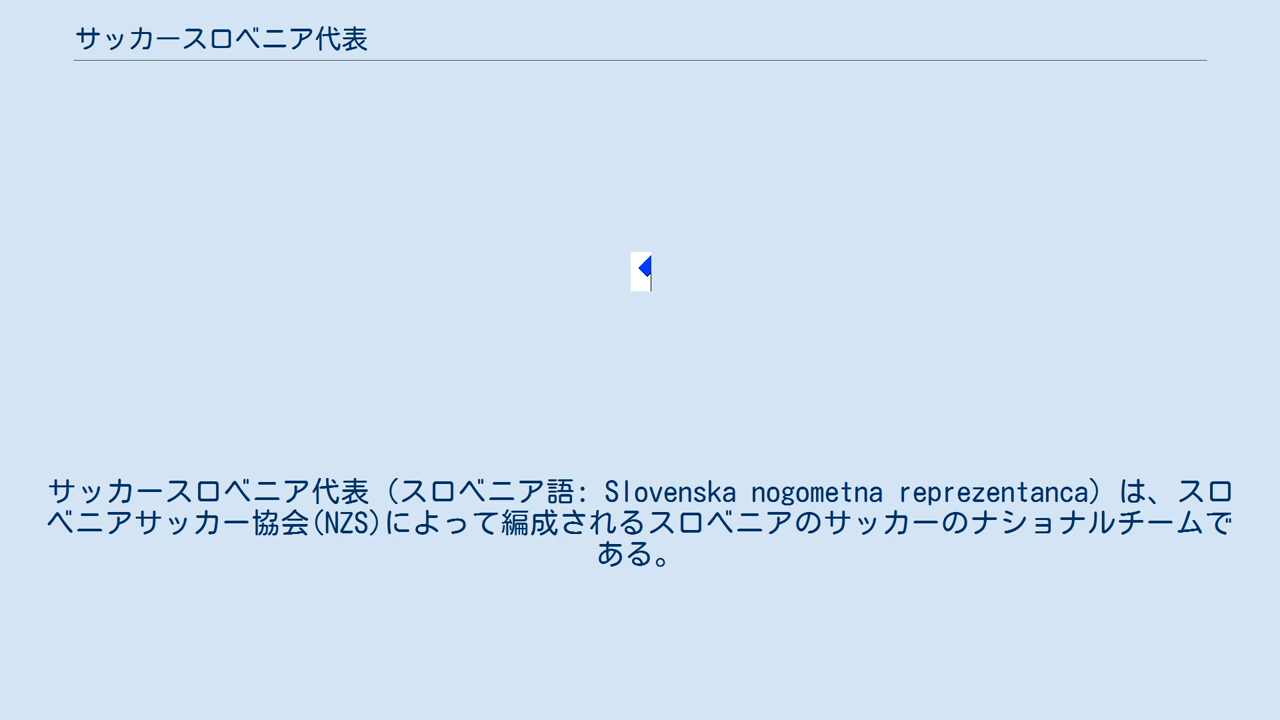 サッカースロベニア代表
サッカースロベニア代表（スロベニア語: Slovenska nogometna reprezentanca）は、スロ
ベニアサッカー協会(NZS)によって編成されるスロベニアのサッカーのナショナルチームで
ある。